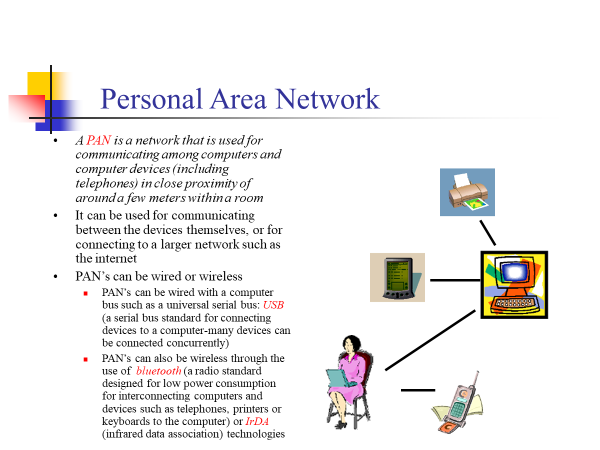 Personal Area Network
• A PAN is a network that is used for
communicating among computers and
computer devices (including
telephones) in close proximity of
around a few meters within a room
• It can be used for communicating
between the devices themselves, or for
connecting to a larger network such as
the internet
• PAN's can be wired or wireless
■ PAN's can be wired with a computer
bus such as a universal serial bus: USB
(a serial bus standard for connecting
devices to a computer-many devices can
be connected concurrently)
■ PAN's can also be wireless through the
use of bluetooth (a radio standard
designed for low power consumption
for interconnecting computers and
devices such as telephones, printers or
keyboards to the computer) or IrDA
(infrared data association) technologies